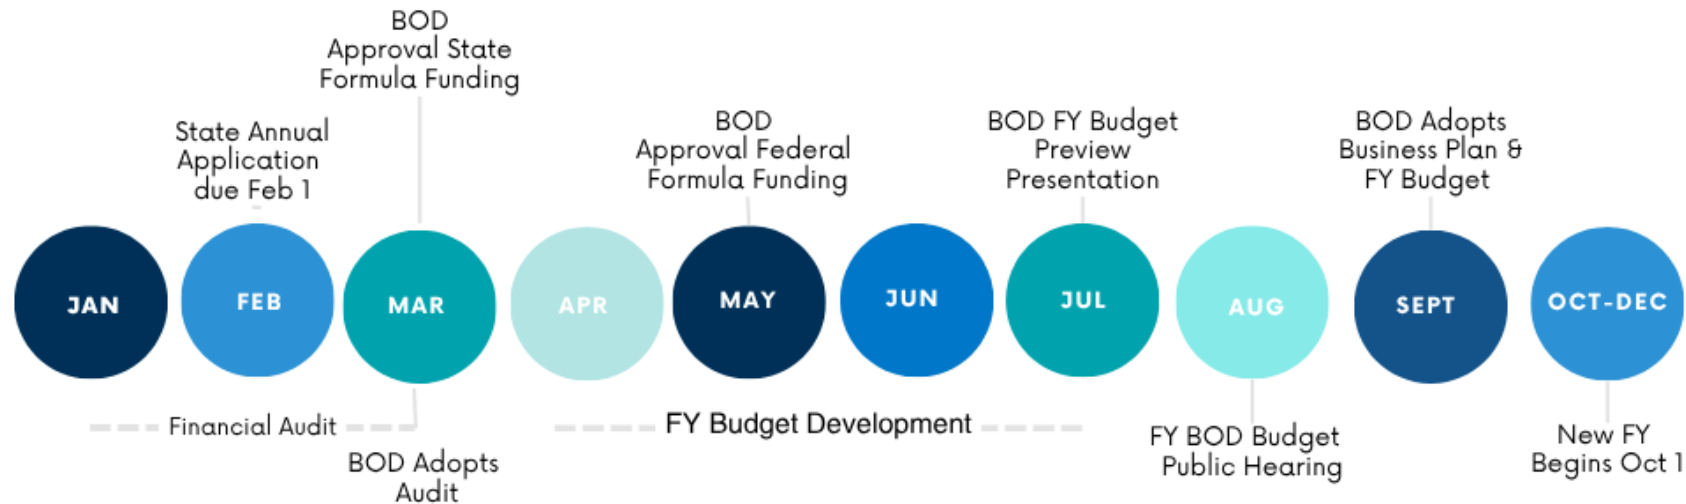 BOD
Approval State
Formula Funding
State Annual
Application
due Feb 1
BOD
Approval Federal
Formula Funding
BOD FY Budget
Preview
Presentation
BOD Adopts
Business Plan &
FY Budget
JAN
FEB
MAR
APR
MAY
JUN
JUL
AUG
SEPT
OCT-DEC
Financial Audit
BOD Adopts
Audit
FY Budget Development
FY BOD Budget
Public Hearing
New FY
Begins Oct 1